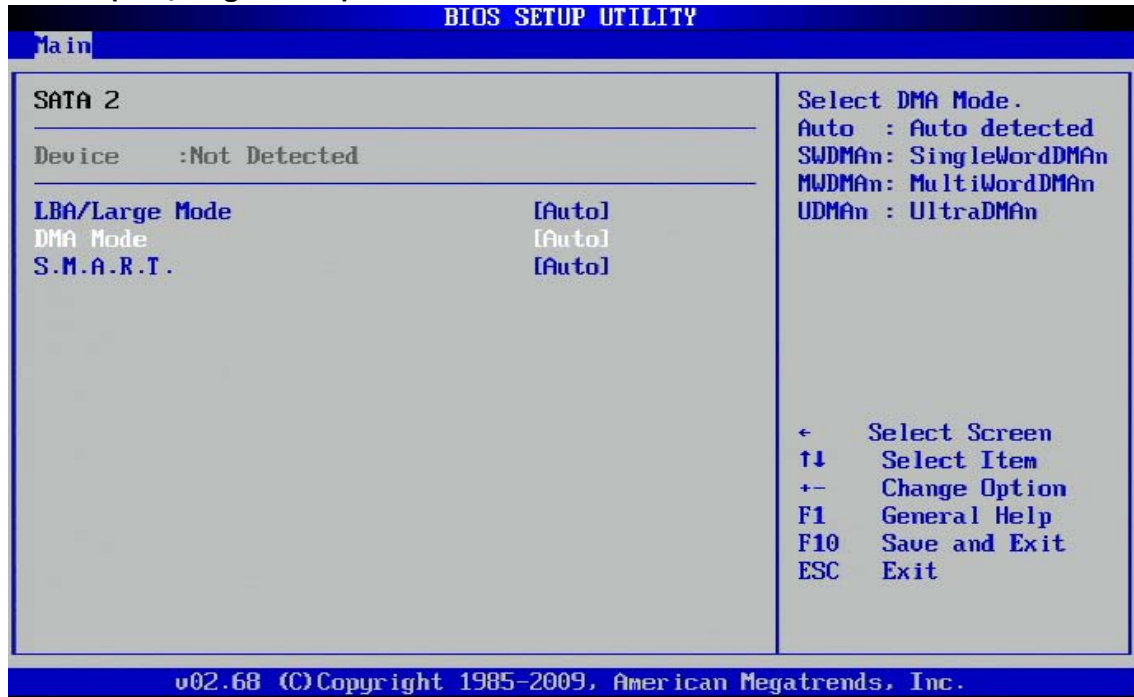 BIOS SETUP UTILITY
Main
SATA 2
Device :Not Detected
LBA/Large Mode [Auto]
DMA Mode [Auto]
S.M.A.R.T. [Auto]
Select DMA Mode.
Auto : Auto detected
SWDMAn: SingleWordDMAn
MWDMAn: MultiWordDMAn
UDMAn : UltraDMAn
← Select Screen
↑↓ Select Item
+- Change Option
F1 General Help
F10 Save and Exit
ESC Exit
v02.68 (C)Copyright 1985-2009, American Megatrends, Inc.